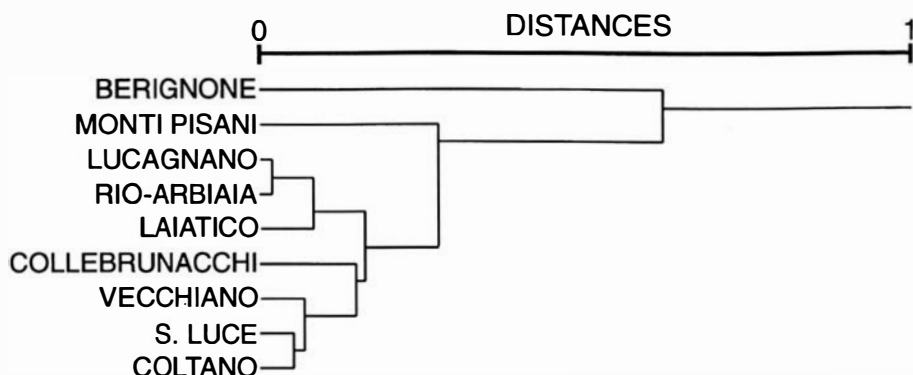 0 DISTANCES 1
BERIGNONE
MONTI PISANI
LUCAGNANO
RIO-ARBIAIA
LAIATICO
COLLEBRUNACCHI
VECCHIANO
S. LUCE
COLTANO